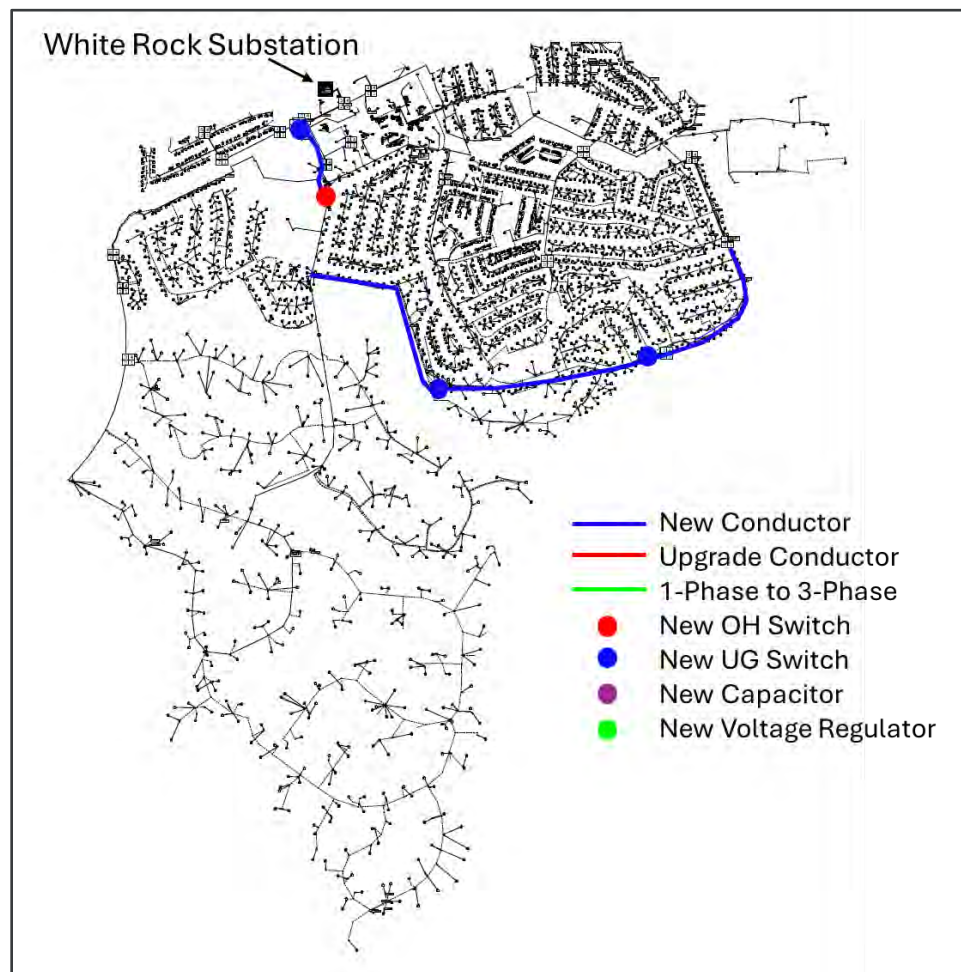 White Rock Substation
New Conductor
Upgrade Conductor
1-Phase to 3-Phase
New OH Switch
New UG Switch
New Capacitor
New Voltage Regulator